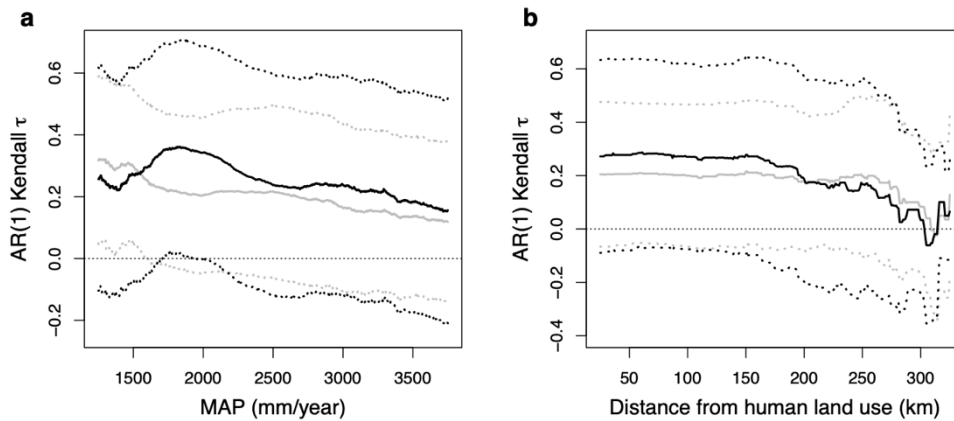 a
AR(1) Kendall τ
0.6
0.4
0.2
0.0
−0.2
1500 2000 2500 3000 3500
MAP (mm/year)
b
AR(1) Kendall τ
0.6
0.4
0.2
0.0
−0.2
−0.4
50 100 150 200 250 300
Distance from human land use (km)